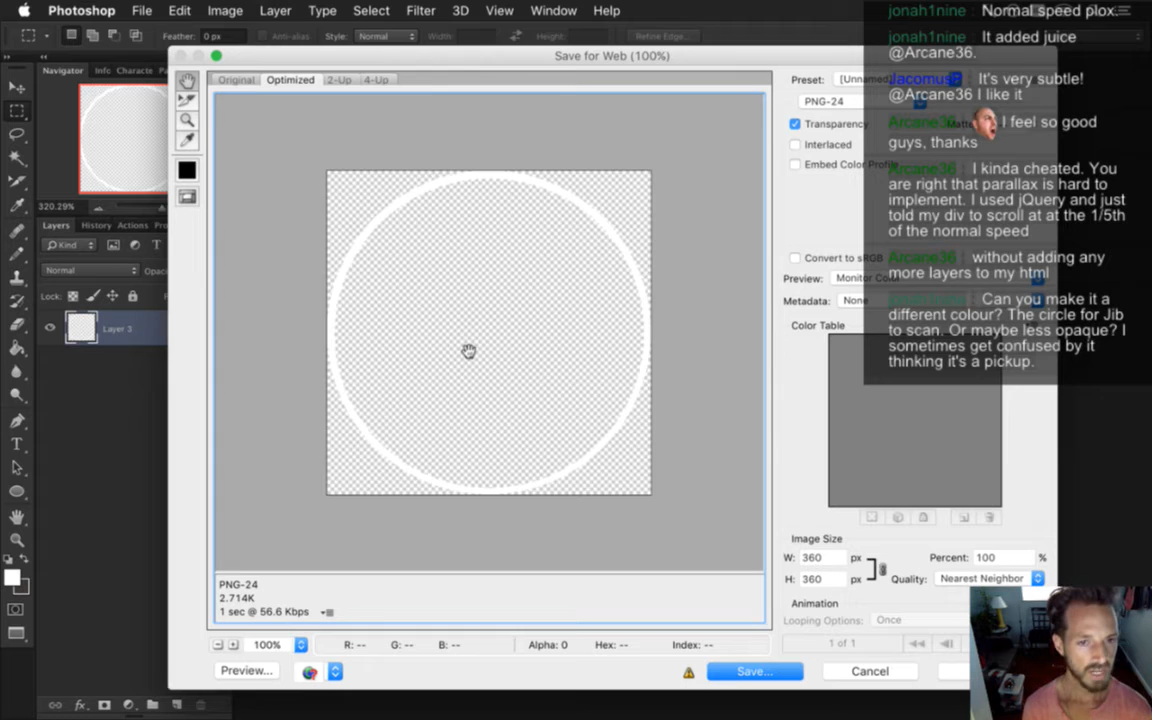 Photoshop File Edit Image Layer Type Select Filter 3D View Window Help
Feather: 0 px Anti-alias Style: Normal Width: Height: Refine Edge...
Save for Web (100%)
Navigator Info Characte Pa
320.29%
Layers History Actions Pro
Kind
Normal Opac
Lock:
Layer 3
fx
Original Optimized 2-Up 4-Up
PNG-24
2.714K
1 sec @ 56.6 Kbps
100% R: -- G: -- B: -- Alpha: 0 Hex: -- Index: --
Preview... Save... Cancel
Preset: [Unnamed]
PNG-24
Transparency Matte
Interlaced
Embed Color Profile
Convert to sRGB
Preview: Monitor Color
Metadata: None
Color Table
Image Size
W: 360 px Percent: 100 %
H: 360 px Quality: Nearest Neighbor
Animation
Looping Options: Once 1 of 1
jonah1nine Normal speed plox.
jonah1nine It added juice
@Arcane36.
It's very subtle!
@Arcane36 I like it
Arcane36 I feel so good
guys, thanks
Arcane36 I kinda cheated. You
are right that parallax is hard to
implement. I used jQuery and just
told my div to scroll at at the 1/5th
of the normal speed
Arcane36 without adding any
more layers to my html
Can you make it a
different colour? The circle for Jib
to scan. Or maybe less opaque? I
sometimes get confused by it
thinking it's a pickup.